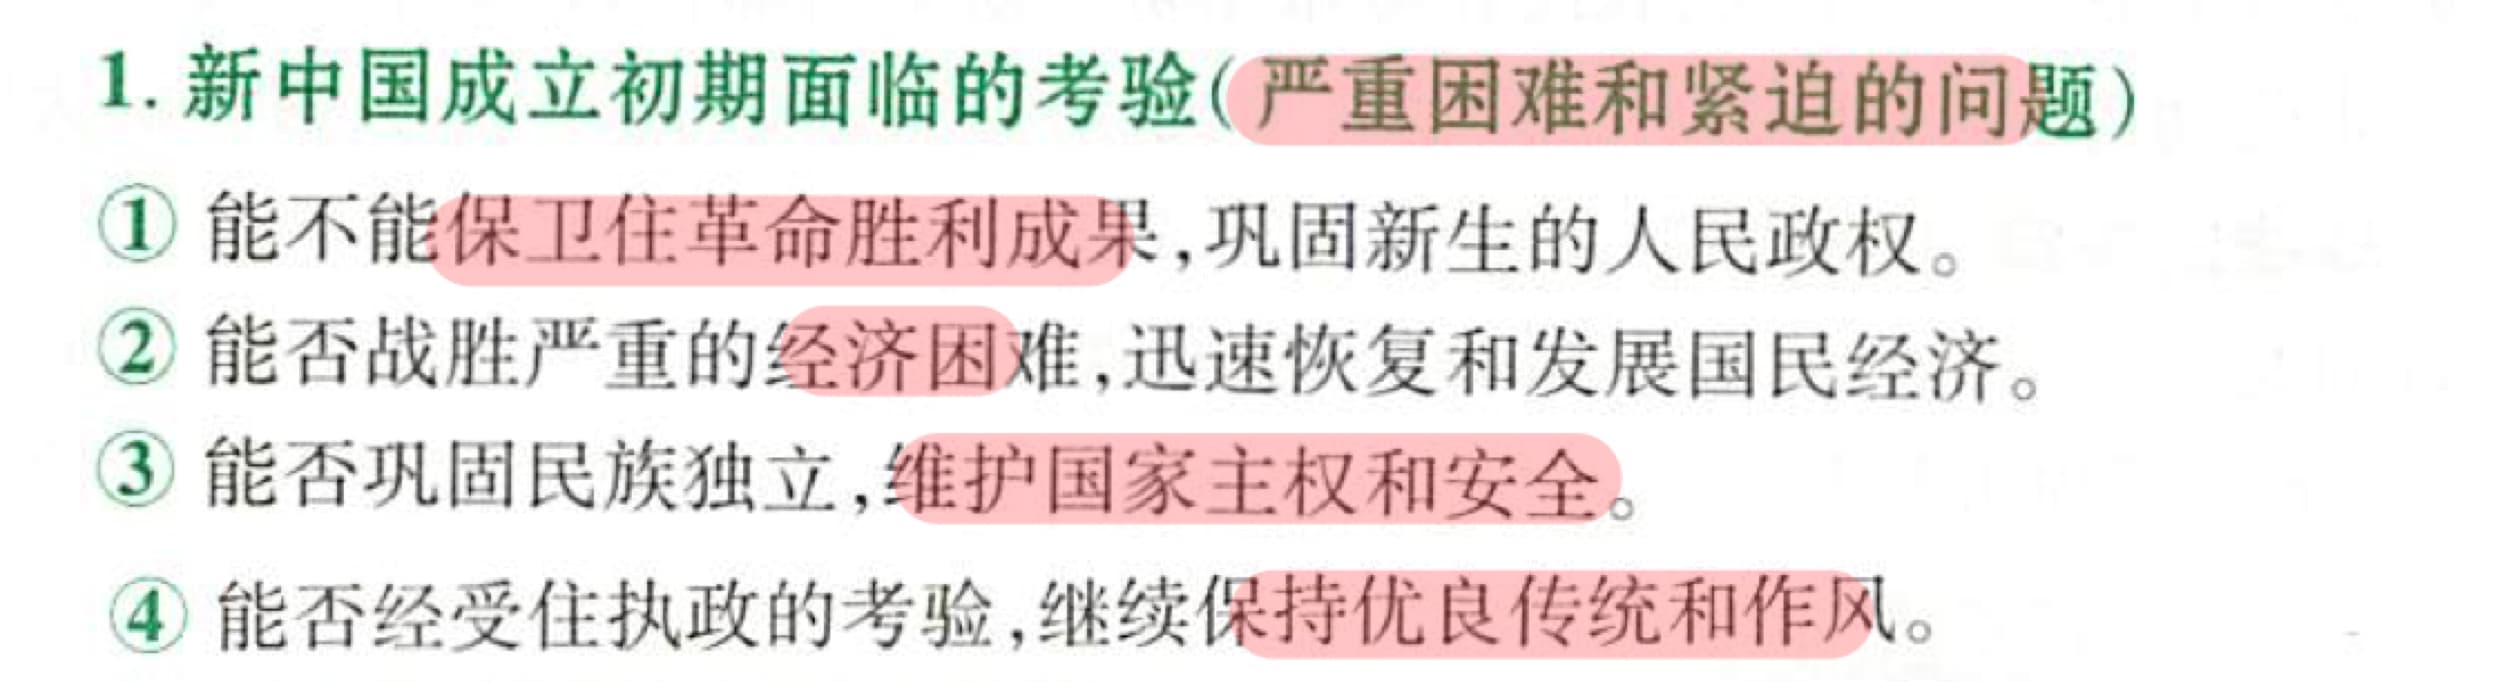 1.新中国成立初期面临的考验(严重困难和紧迫的问题)
①能不能保卫住革命胜利成果,巩固新生的人民政权。
②能否战胜严重的经济困难,迅速恢复和发展国民经济。
③能否巩固民族独立,维护国家主权和安全。
④能否经受住执政的考验,继续保持优良传统和作风。